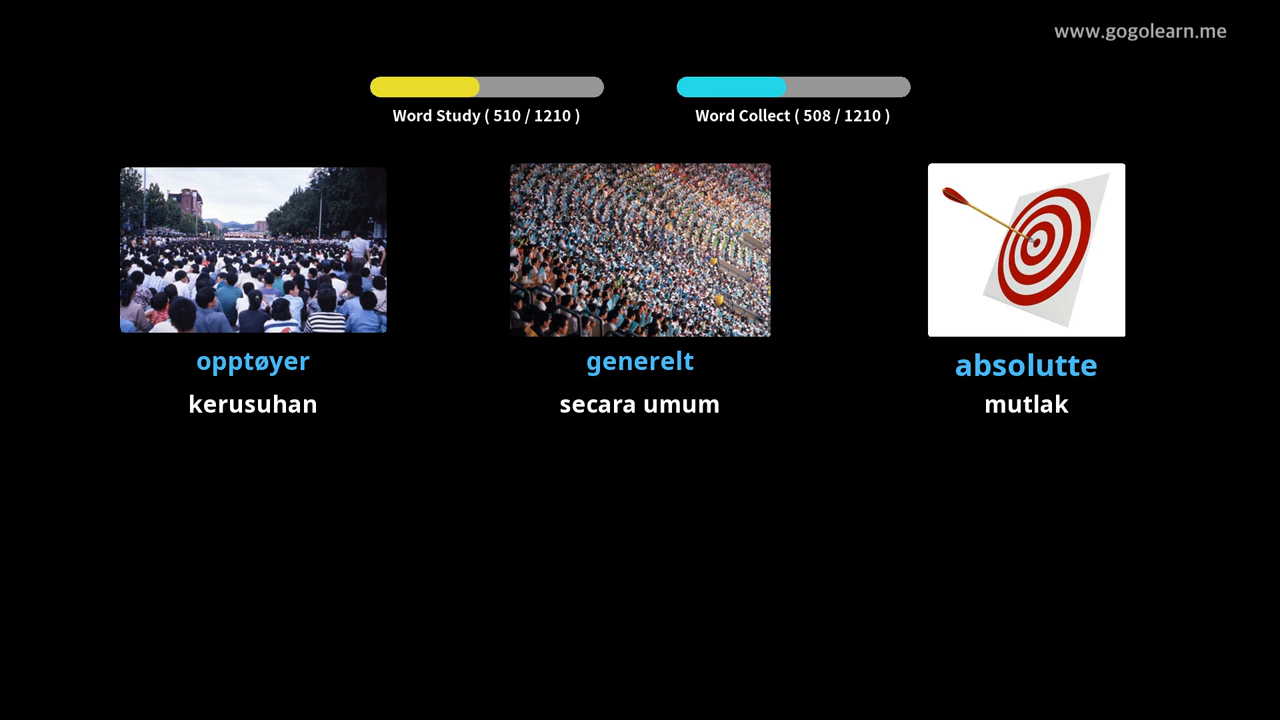 www.gogolearn.me
Word Study ( 510 / 1210 )
Word Collect ( 508 / 1210 )
opptøyer
generelt
absolutte
kerusuhan
secara umum
mutlak